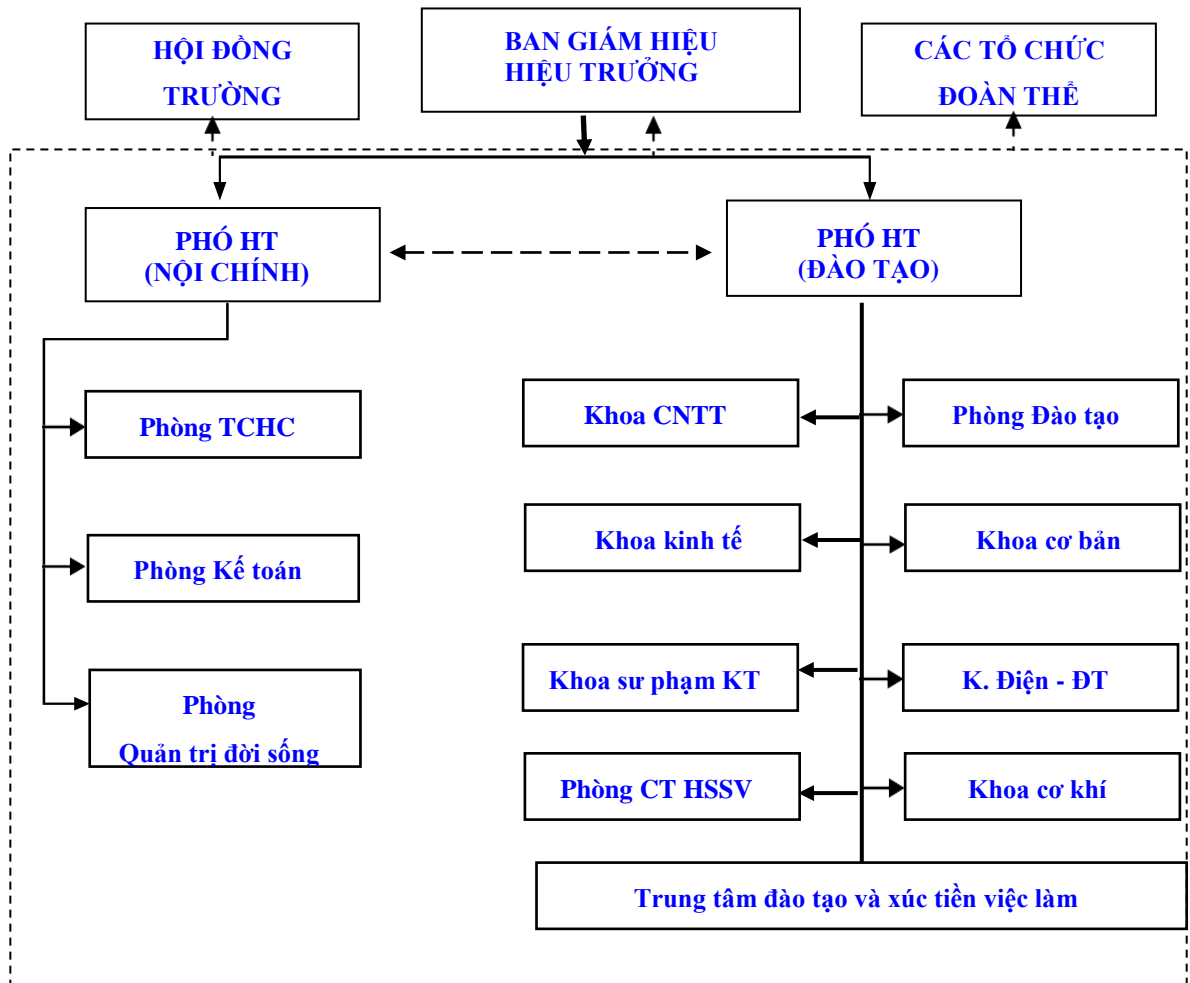 HỘI ĐỒNG
TRƯỜNG
BAN GIÁM HIỆU
HIỆU TRƯỞNG
CÁC TỔ CHỨC
ĐOÀN THỂ
PHÓ HT
(NỘI CHÍNH)
PHÓ HT
(ĐÀO TẠO)
Phòng TCHC
Phòng Kế toán
Phòng
Quản trị đời sống
Khoa CNTT
Phòng Đào tạo
Khoa kinh tế
Khoa cơ bản
Khoa sư phạm KT
K. Điện - ĐT
Phòng CT HSSV
Khoa cơ khí
Trung tâm đào tạo và xúc tiền việc làm